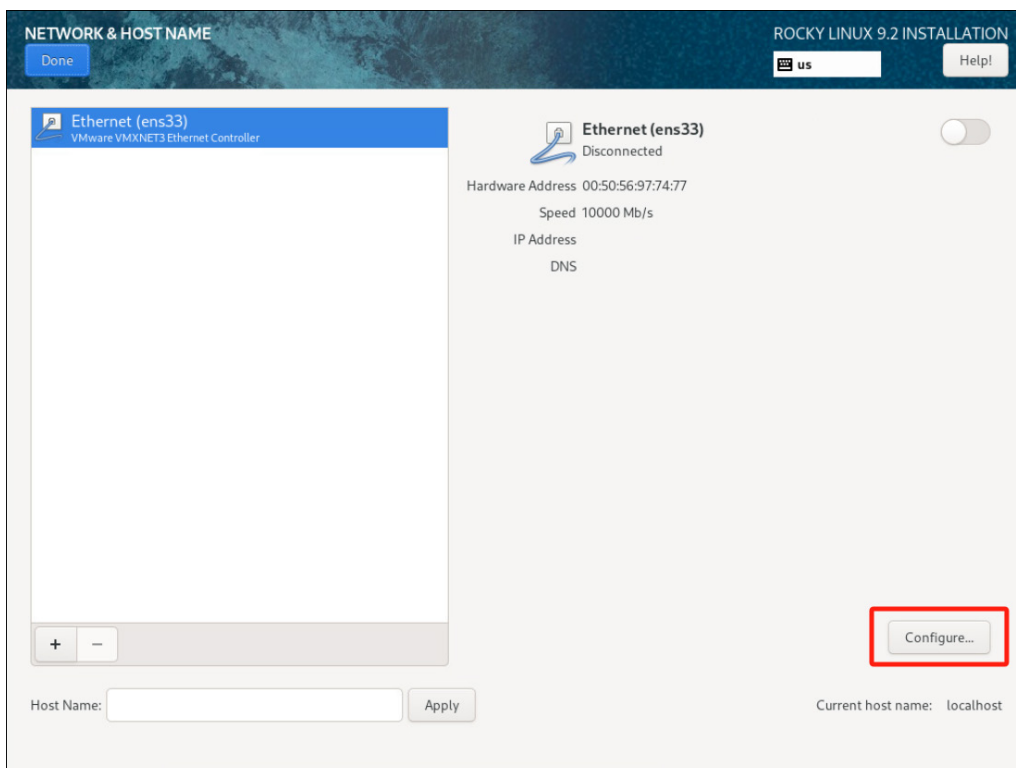 NETWORK & HOST NAME
Done
ROCKY LINUX 9.2 INSTALLATION
us
Help!
Ethernet (ens33)
VMware VMXNET3 Ethernet Controller
Ethernet (ens33)
Disconnected
Hardware Address 00:50:56:97:74:77
Speed 10000 Mb/s
IP Address
DNS
+ −
Configure...
Host Name:
Apply
Current host name: localhost